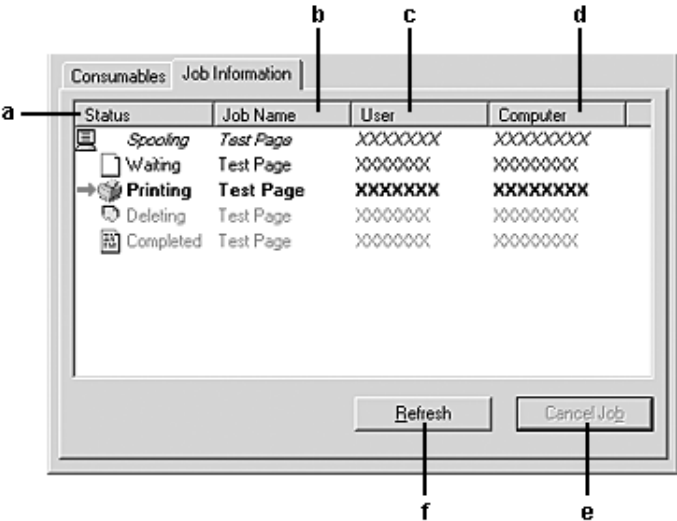 b c d
Consumables Job Information
a Status Job Name User Computer
Spooling Test Page XXXXXXX XXXXXXXX
Waiting Test Page XXXXXXX XXXXXXXX
Printing Test Page XXXXXXX XXXXXXXX
Deleting Test Page XXXXXXX XXXXXXXX
Completed Test Page XXXXXXX XXXXXXXX
Refresh Cancel Job
f e